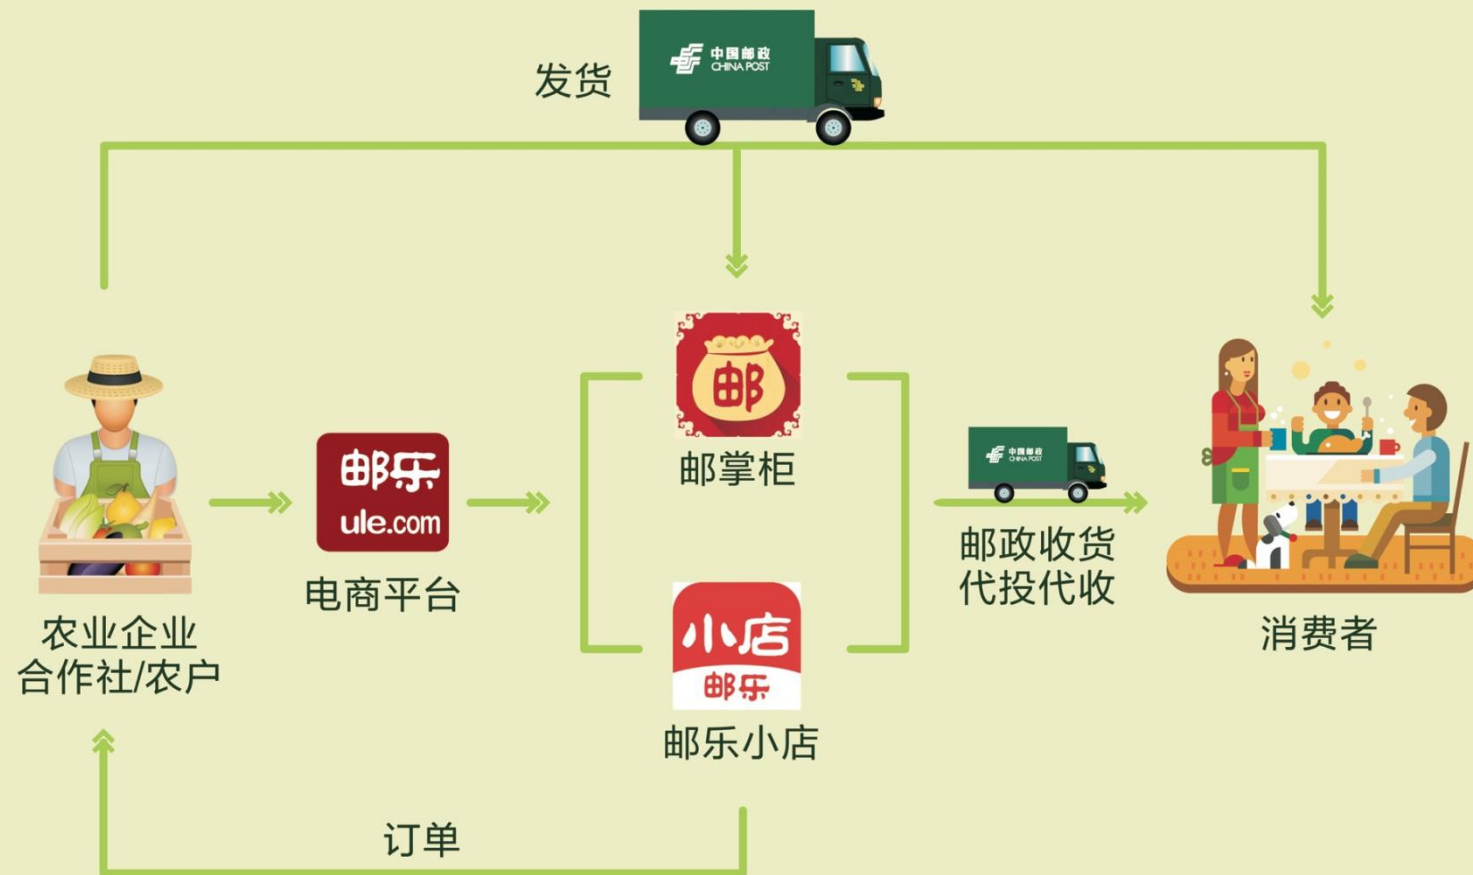 发货
中国邮政
CHINA POST
邮
邮掌柜
邮乐
ule.com
电商平台
中国邮政
CHINA POST
邮政收货
代投代收
农业企业
合作社/农户
小店
邮乐
邮乐小店
消费者
订单